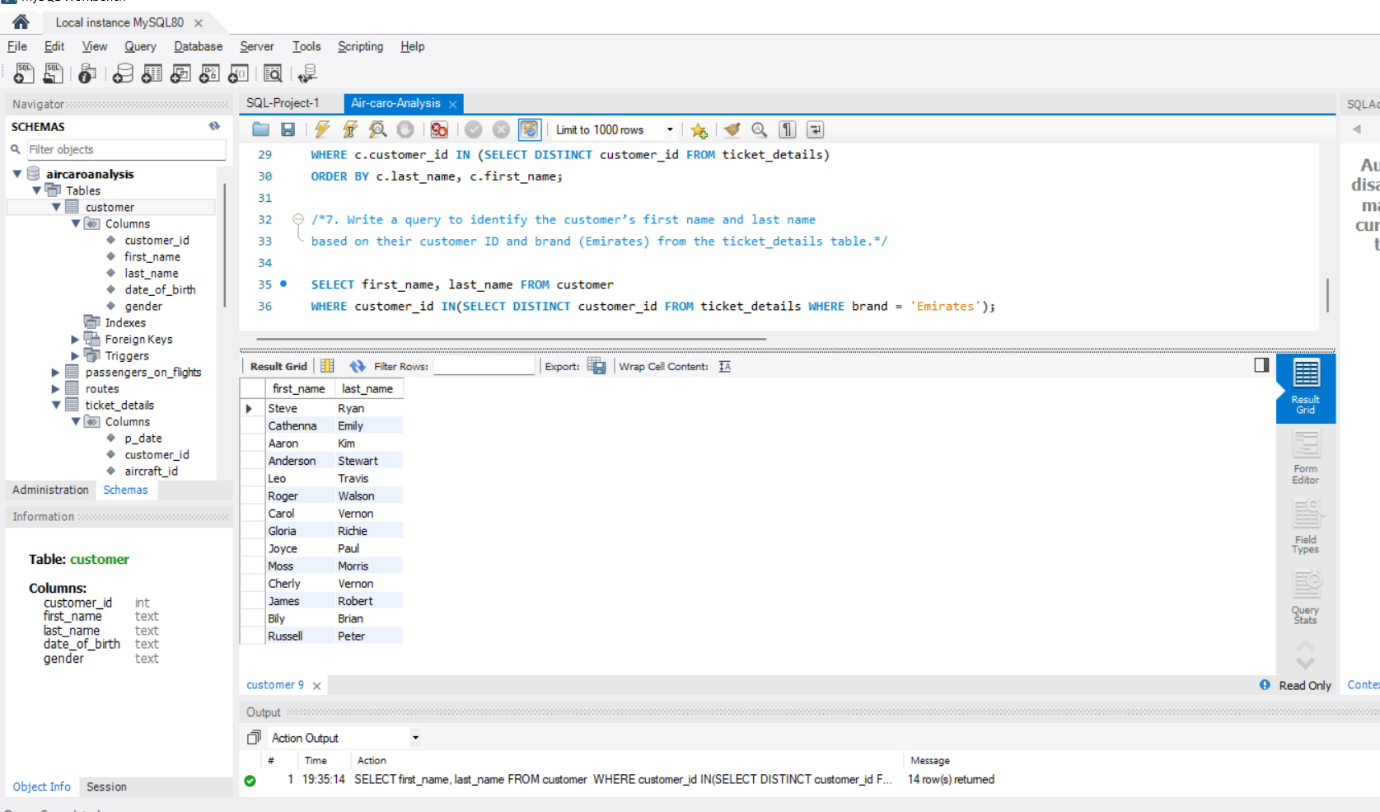 MySQL Workbench
Local instance MySQL80
File Edit View Query Database Server Tools Scripting Help
Navigator
SCHEMAS
Filter objects
aircaroanalysis
Tables
customer
Columns
customer_id
first_name
last_name
date_of_birth
gender
Indexes
Foreign Keys
Triggers
passengers_on_flights
routes
ticket_details
Columns
p_date
customer_id
aircraft_id
Administration Schemas
Information
Table: customer
Columns:
customer_id int
first_name text
last_name text
date_of_birth text
gender text
Object Info Session
SQL-Project-1 Air-caro-Analysis
Limit to 1000 rows
29 WHERE c.customer_id IN (SELECT DISTINCT customer_id FROM ticket_details)
30 ORDER BY c.last_name, c.first_name;
31
32 /*7. Write a query to identify the customer’s first name and last name
33 based on their customer ID and brand (Emirates) from the ticket_details table.*/
34
35 SELECT first_name, last_name FROM customer
36 WHERE customer_id IN(SELECT DISTINCT customer_id FROM ticket_details WHERE brand = 'Emirates');
Result Grid Filter Rows: Export: Wrap Cell Content:
first_name last_name
Steve Ryan
Cathenna Emily
Aaron Kim
Anderson Stewart
Leo Travis
Roger Walson
Carol Vernon
Gloria Richie
Joyce Paul
Moss Morris
Cherly Vernon
James Robert
Bily Brian
Russell Peter
Result
Grid
Form
Editor
Field
Types
Query
Stats
customer 9
Read Only
Output
Action Output
# Time Action Message
1 19:35:14 SELECT first_name, last_name FROM customer WHERE customer_id IN(SELECT DISTINCT customer_id F... 14 row(s) returned